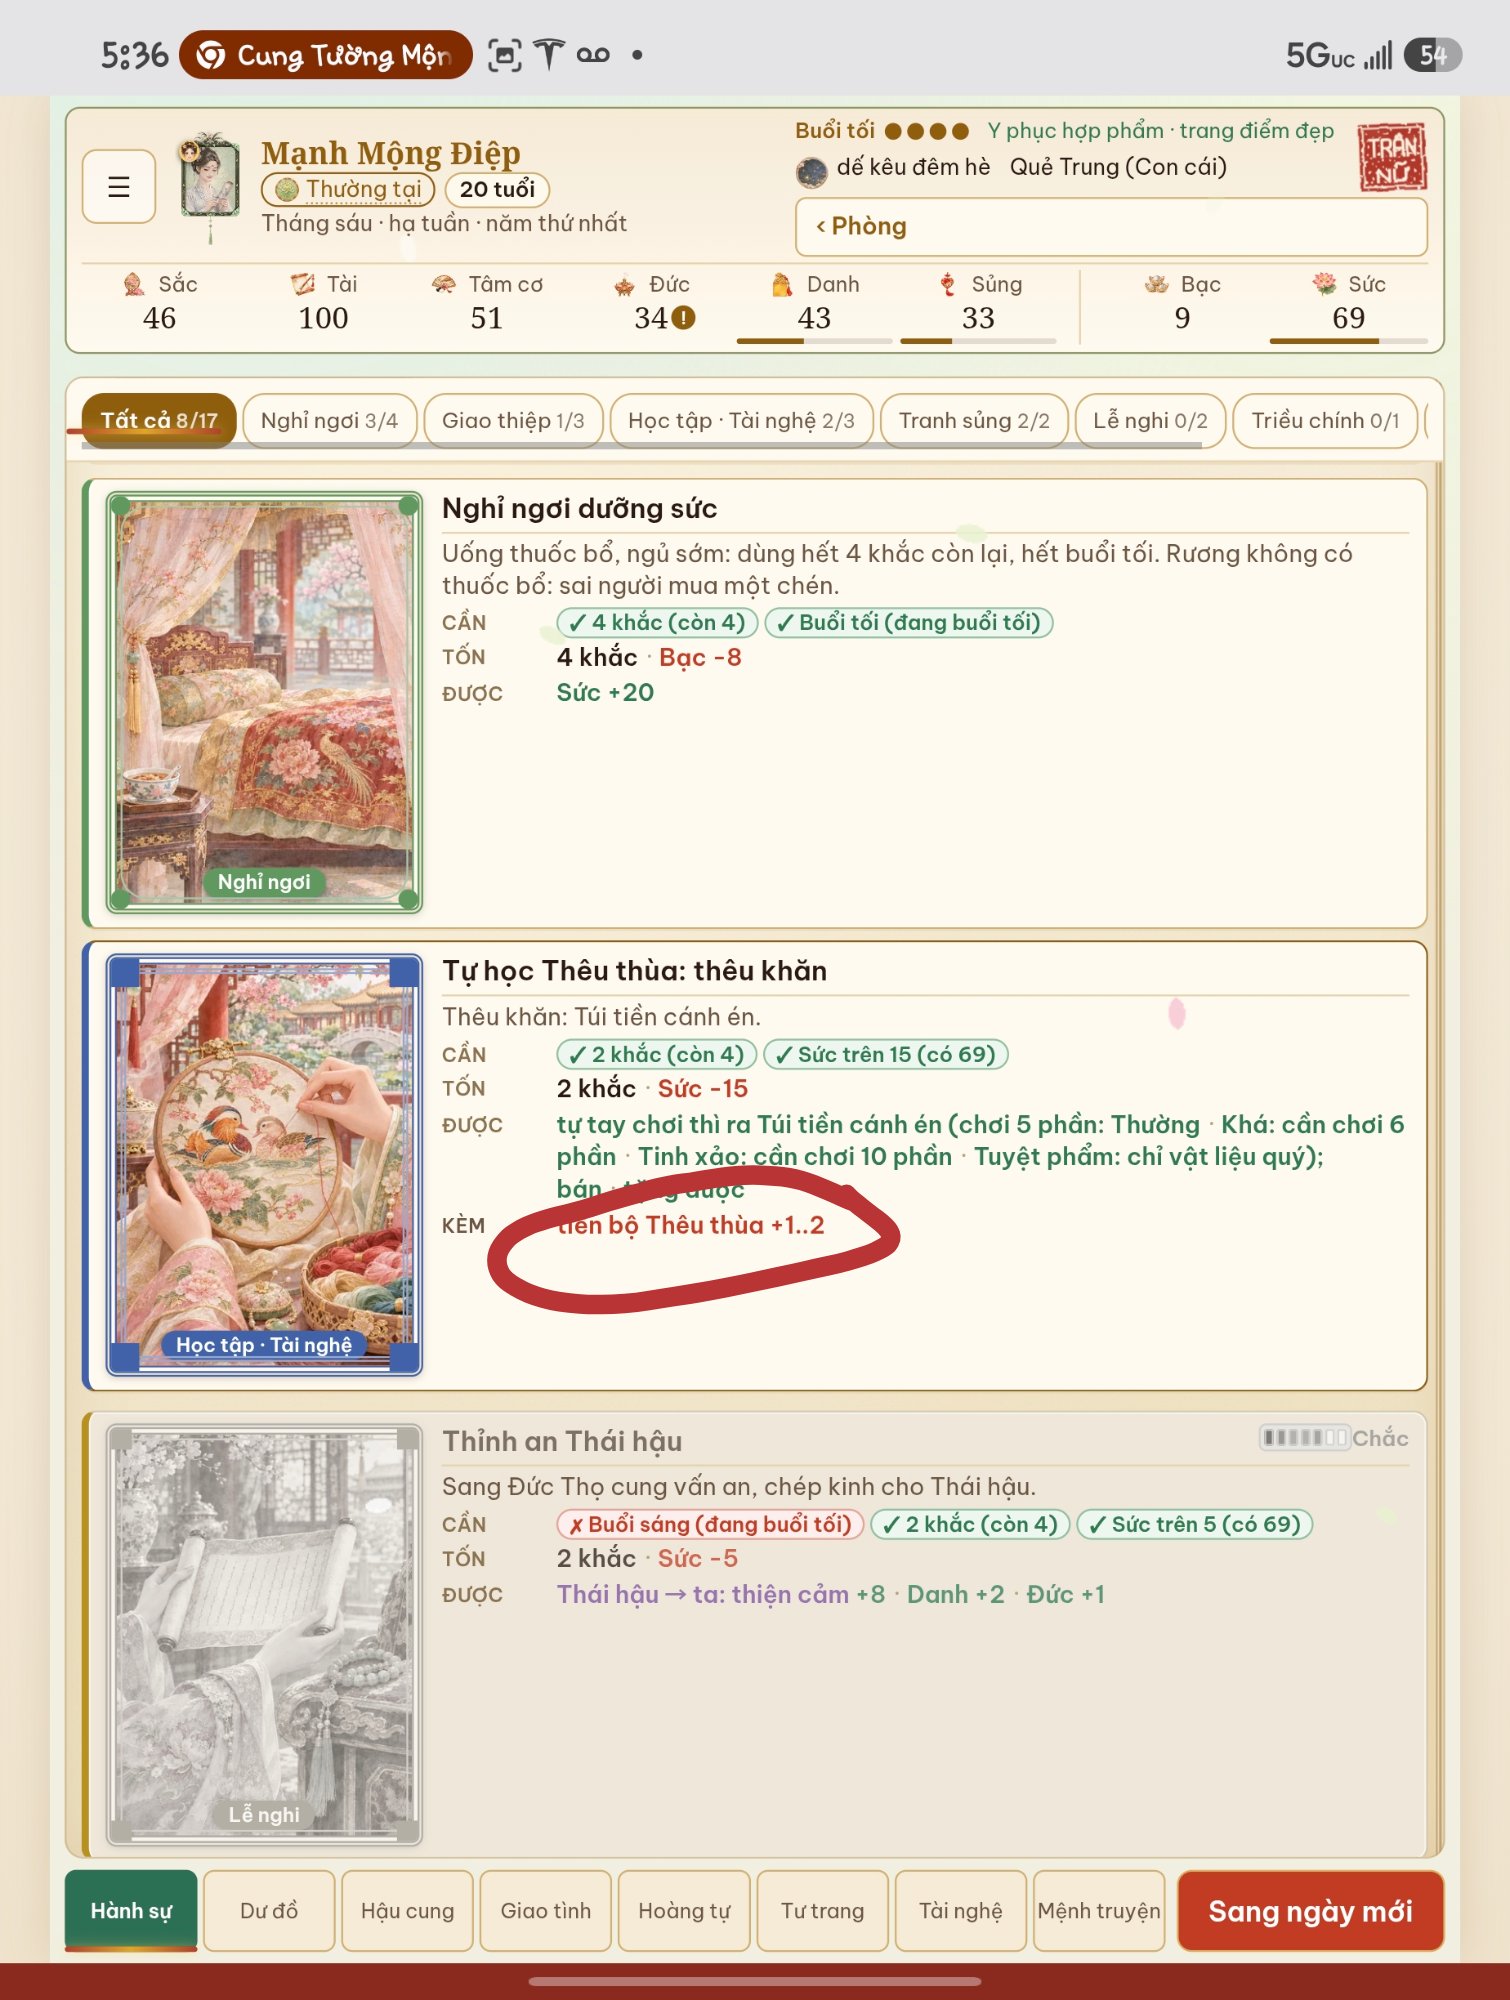 5:36 Cung Tường Mộn 5Guc 54
Mạnh Mộng Điệp
Thường tại 20 tuổi
Tháng sáu · hạ tuần · năm thứ nhất
Buổi tối Y phục hợp phẩm · trang điểm đẹp
dế kêu đêm hè Quẻ Trung (Con cái)
TRÂN NỮ
‹ Phòng
Sắc Tài Tâm cơ Đức Danh Sủng Bạc Sức
46 100 51 34 ! 43 33 9 69
Tất cả 8/17 Nghỉ ngơi 3/4 Giao thiệp 1/3 Học tập · Tài nghệ 2/3 Tranh sủng 2/2 Lễ nghi 0/2 Triều chính 0/1
Nghỉ ngơi dưỡng sức
Uống thuốc bổ, ngủ sớm: dùng hết 4 khắc còn lại, hết buổi tối. Rương không có
thuốc bổ: sai người mua một chén.
CẦN ✓ 4 khắc (còn 4) ✓ Buổi tối (đang buổi tối)
TỐN 4 khắc · Bạc -8
ĐƯỢC Sức +20
Nghỉ ngơi
Tự học Thêu thùa: thêu khăn
Thêu khăn: Túi tiền cánh én.
CẦN ✓ 2 khắc (còn 4) ✓ Sức trên 15 (có 69)
TỐN 2 khắc · Sức -15
ĐƯỢC tự tay chơi thì ra Túi tiền cánh én (chơi 5 phần: Thường · Khá: cần chơi 6
phần · Tinh xảo: cần chơi 10 phần · Tuyệt phẩm: chỉ vật liệu quý);
bán · tặng được
KÈM tiến bộ Thêu thùa +1..2
Học tập · Tài nghệ
Thỉnh an Thái hậu Chắc
Sang Đức Thọ cung vấn an, chép kinh cho Thái hậu.
CẦN ✗ Buổi sáng (đang buổi tối) ✓ 2 khắc (còn 4) ✓ Sức trên 5 (có 69)
TỐN 2 khắc · Sức -5
ĐƯỢC Thái hậu → ta: thiện cảm +8 · Danh +2 · Đức +1
Lễ nghi
Hành sự Dư đồ Hậu cung Giao tình Hoàng tự Tư trang Tài nghệ Mệnh truyện Sang ngày mới